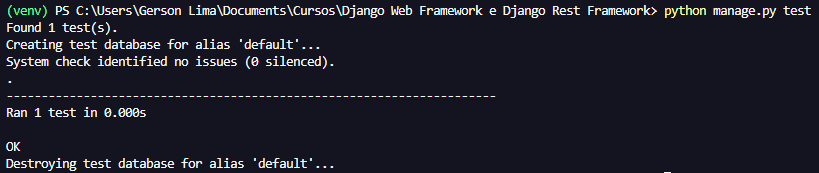 (venv) PS C:\Users\Gerson Lima\Documents\Cursos\Django Web Framework e Django Rest Framework> python manage.py test
Found 1 test(s).
Creating test database for alias 'default'...
System check identified no issues (0 silenced).
.
----------------------------------------------------------------------
Ran 1 test in 0.000s
OK
Destroying test database for alias 'default'...